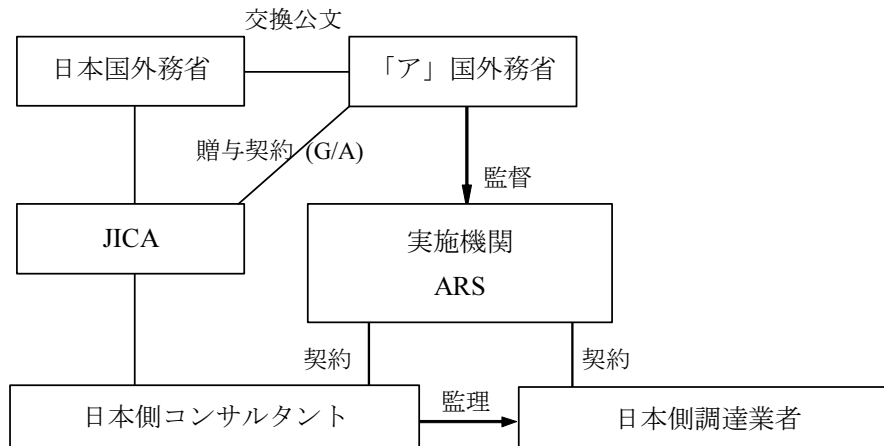 交換公文
日本国外務省
「ア」国外務省
贈与契約 (G/A)
監督
JICA
実施機関
ARS
契約
契約
日本側コンサルタント
監理
日本側調達業者